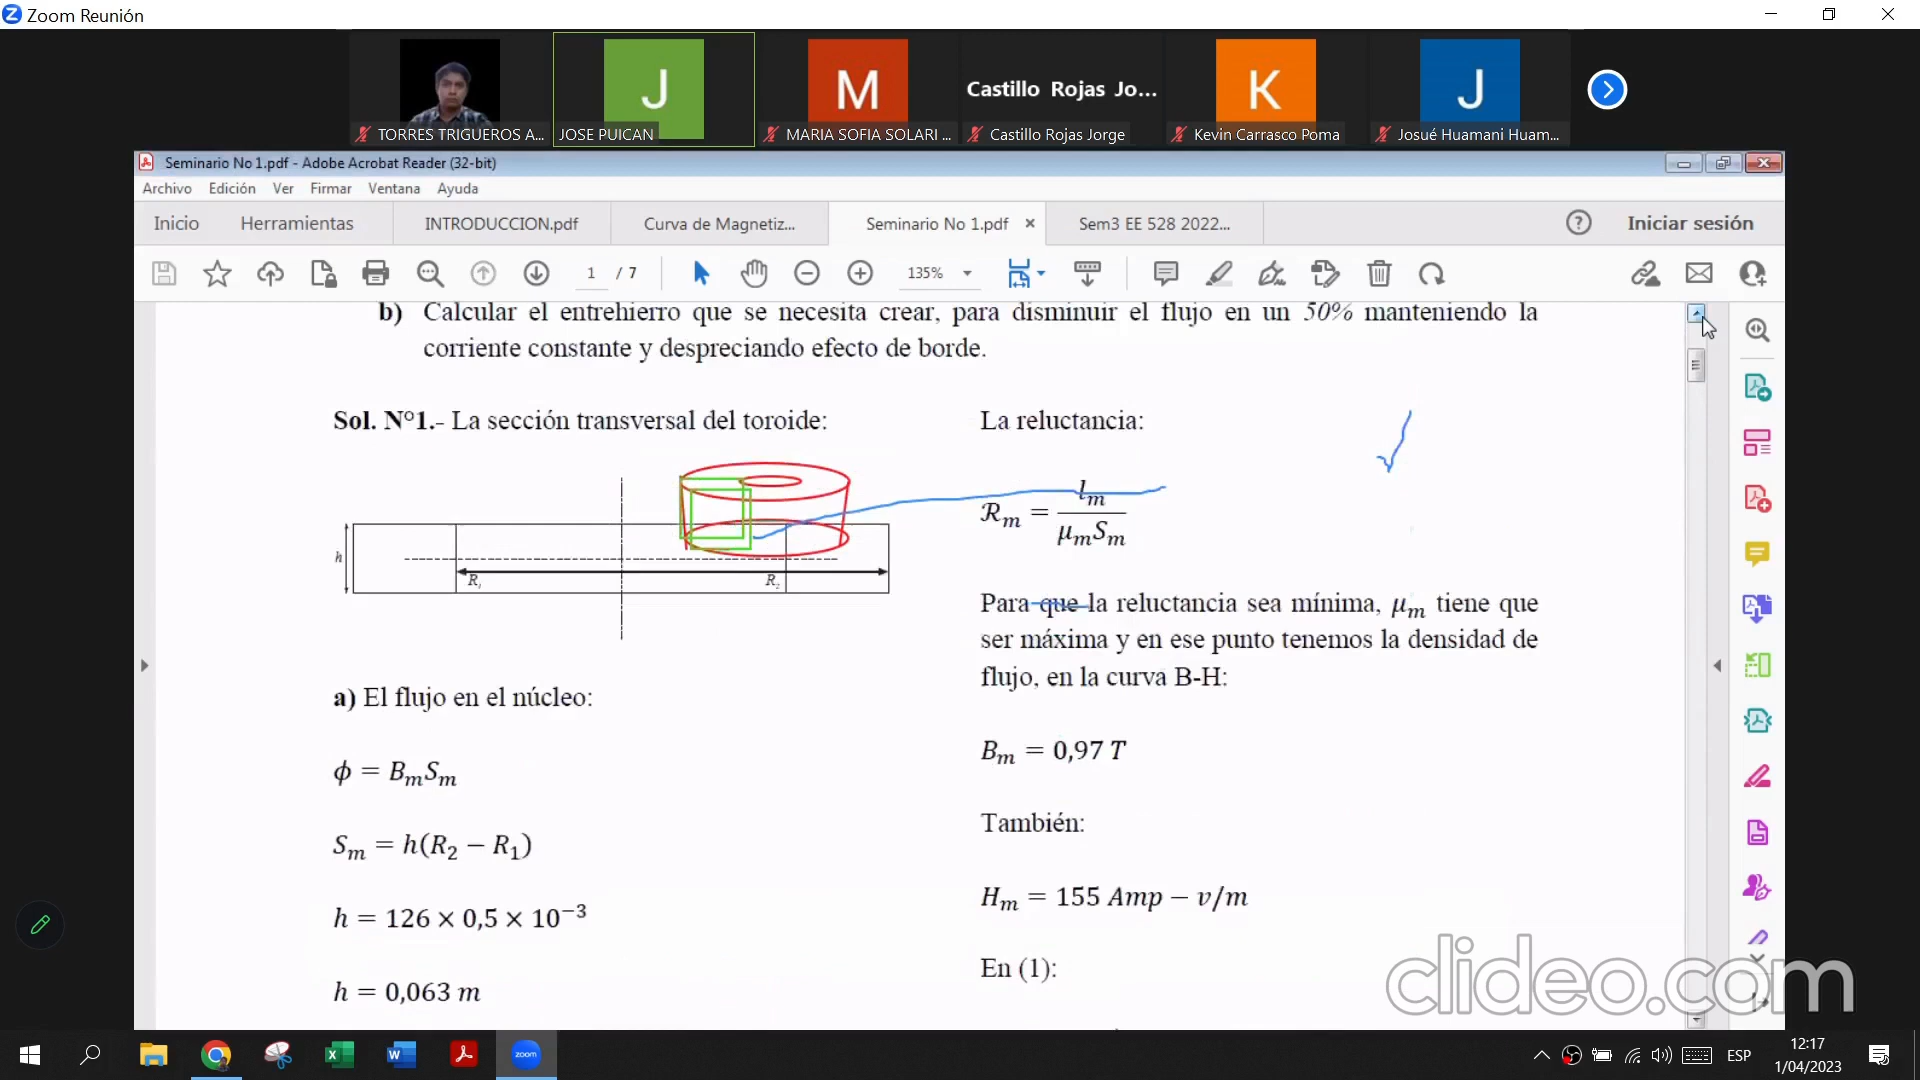 Zoom Reunión
J
M
Castillo Rojas Jo...
K
J
TORRES TRIGUEROS A...
JOSE PUICAN
MARIA SOFIA SOLARI ...
Castillo Rojas Jorge
Kevin Carrasco Poma
Josué Huamani Huam...
Seminario No 1.pdf - Adobe Acrobat Reader (32-bit)
Archivo Edición Ver Firmar Ventana Ayuda
Inicio Herramientas INTRODUCCION.pdf Curva de Magnetiz... Seminario No 1.pdf × Sem3 EE 528 2022... Iniciar sesión
1 / 7 135%
b) Calcular el entrehierro que se necesita crear, para disminuir el flujo en un 50% manteniendo la
corriente constante y despreciando efecto de borde.
Sol. N°1.- La sección transversal del toroide:
h
R₁ R₂
a) El flujo en el núcleo:
ϕ = BₘSₘ
Sₘ = h(R₂ − R₁)
h = 126 × 0,5 × 10⁻³
h = 0,063 m
La reluctancia:
ℛₘ = lₘ / μₘSₘ
Para que la reluctancia sea mínima, μₘ tiene que
ser máxima y en ese punto tenemos la densidad de
flujo, en la curva B-H:
Bₘ = 0,97 T
También:
Hₘ = 155 Amp − v/m
En (1):
clideo.com
zoom
ESP
12:17
1/04/2023